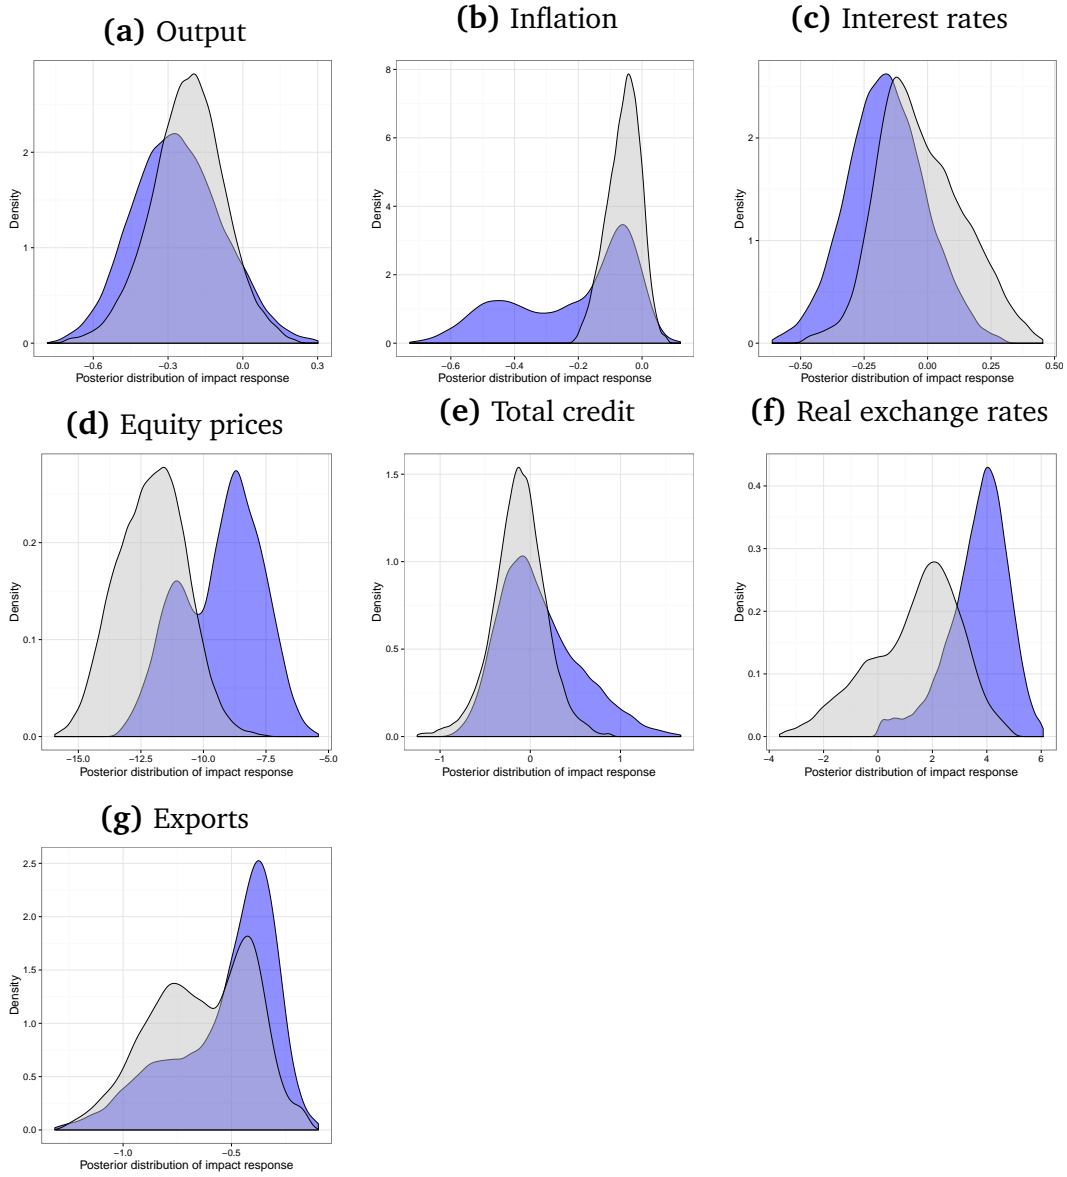 (a) Output
2
1
0
Density
−0.6 −0.3 0.0 0.3
Posterior distribution of impact response
(b) Inflation
8
6
4
2
0
Density
−0.6 −0.4 −0.2 0.0
Posterior distribution of impact response
(c) Interest rates
2
1
0
Density
−0.50 −0.25 0.00 0.25 0.50
Posterior distribution of impact response
(d) Equity prices
0.2
0.1
0.0
Density
−15.0 −12.5 −10.0 −7.5 −5.0
Posterior distribution of impact response
(e) Total credit
1.5
1.0
0.5
0.0
Density
−1 0 1
Posterior distribution of impact response
(f) Real exchange rates
0.4
0.3
0.2
0.1
0.0
Density
−4 −2 0 2 4 6
Posterior distribution of impact response
(g) Exports
2.5
2.0
1.5
1.0
0.5
0.0
Density
−1.0 −0.5
Posterior distribution of impact response